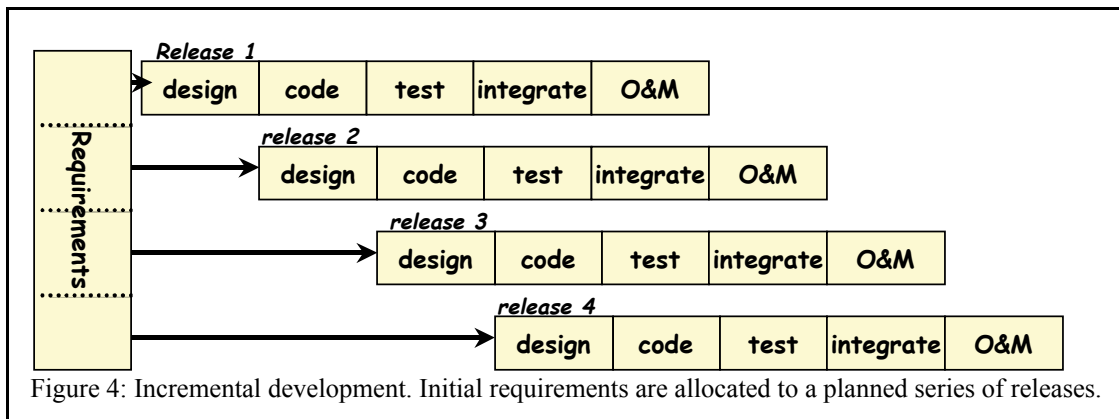 Requirements
Release 1
design code test integrate O&M
release 2
design code test integrate O&M
release 3
design code test integrate O&M
release 4
design code test integrate O&M
Figure 4: Incremental development. Initial requirements are allocated to a planned series of releases.